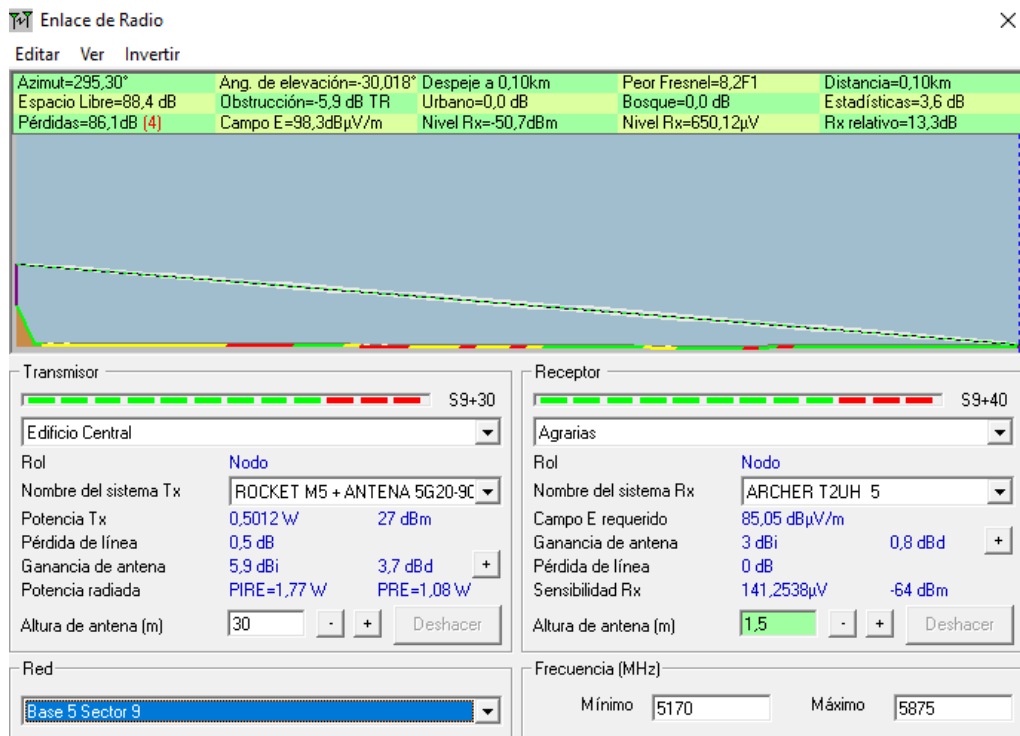 Enlace de Radio
Editar Ver Invertir
Azimut=295,30° Ang. de elevación=-30,018° Despeje a 0,10km Peor Fresnel=8,2F1 Distancia=0,10km
Espacio Libre=88,4 dB Obstrucción=-5,9 dB TR Urbano=0,0 dB Bosque=0,0 dB Estadísticas=3,6 dB
Pérdidas=86,1dB (4) Campo E=98,3dBµV/m Nivel Rx=-50,7dBm Nivel Rx=650,12µV Rx relativo=13,3dB
Transmisor
S9+30
Edificio Central
Rol Nodo
Nombre del sistema Tx ROCKET M5 + ANTENA 5G20-9
Potencia Tx 0,5012 W 27 dBm
Pérdida de línea 0,5 dB
Ganancia de antena 5,9 dBi 3,7 dBd +
Potencia radiada PIRE=1,77 W PRE=1,08 W
Altura de antena (m) 30 - + Deshacer
Red
Base 5 Sector 9
Receptor
S9+40
Agrarias
Rol Nodo
Nombre del sistema Rx ARCHER T2UH 5
Campo E requerido 85,05 dBµV/m
Ganancia de antena 3 dBi 0,8 dBd +
Pérdida de línea 0 dB
Sensibilidad Rx 141,2538µV -64 dBm
Altura de antena (m) 1,5 - + Deshacer
Frecuencia (MHz)
Mínimo 5170 Máximo 5875